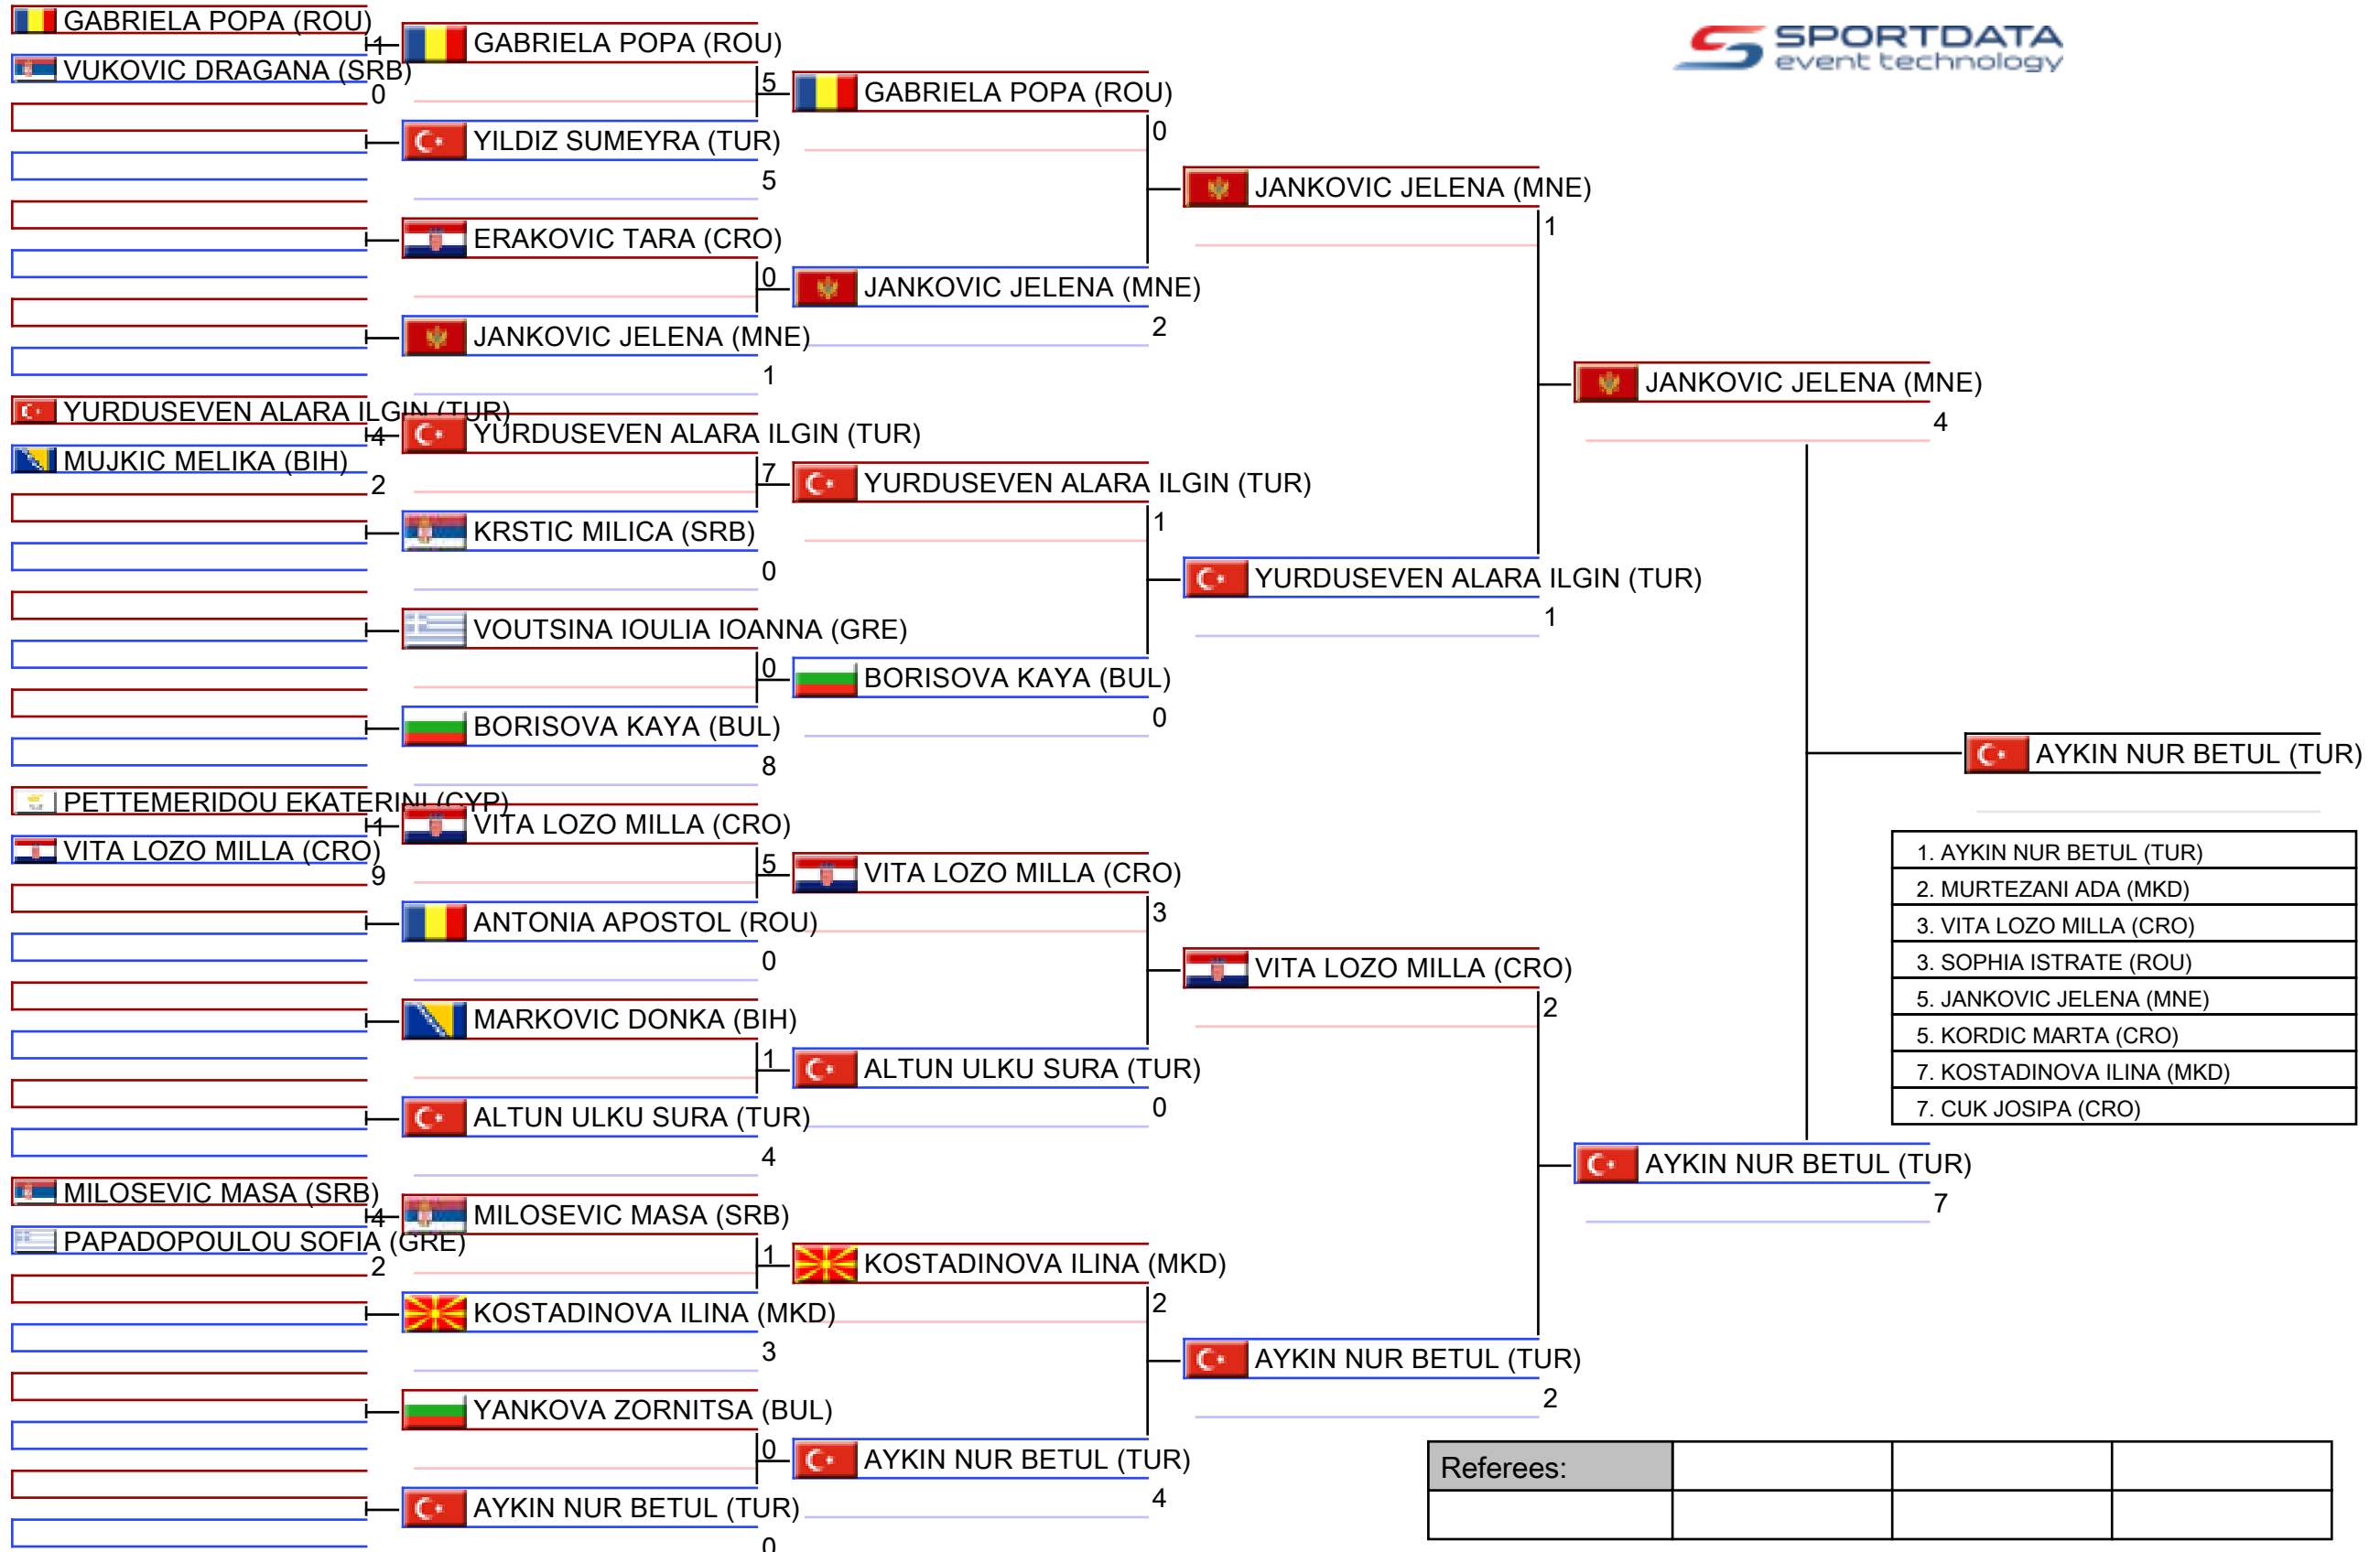 GABRIELA POPA (ROU)
1
VUKOVIC DRAGANA (SRB)
0
YURDUSEVEN ALARA ILGIN (TUR)
4
MUJKIC MELIKA (BIH)
2
PETTEMERIDOU EKATERINI (CYP)
1
VITA LOZO MILLA (CRO)
9
MILOSEVIC MASA (SRB)
4
PAPADOPOULOU SOFIA (GRE)
2
GABRIELA POPA (ROU)
5
YILDIZ SUMEYRA (TUR)
5
ERAKOVIC TARA (CRO)
0
JANKOVIC JELENA (MNE)
1
YURDUSEVEN ALARA ILGIN (TUR)
7
KRSTIC MILICA (SRB)
0
VOUTSINA IOULIA IOANNA (GRE)
0
BORISOVA KAYA (BUL)
8
VITA LOZO MILLA (CRO)
5
ANTONIA APOSTOL (ROU)
0
MARKOVIC DONKA (BIH)
1
ALTUN ULKU SURA (TUR)
4
MILOSEVIC MASA (SRB)
1
KOSTADINOVA ILINA (MKD)
3
YANKOVA ZORNITSA (BUL)
0
AYKIN NUR BETUL (TUR)
0
GABRIELA POPA (ROU)
0
JANKOVIC JELENA (MNE)
2
YURDUSEVEN ALARA ILGIN (TUR)
1
BORISOVA KAYA (BUL)
0
VITA LOZO MILLA (CRO)
3
ALTUN ULKU SURA (TUR)
0
KOSTADINOVA ILINA (MKD)
2
AYKIN NUR BETUL (TUR)
4
JANKOVIC JELENA (MNE)
1
YURDUSEVEN ALARA ILGIN (TUR)
1
VITA LOZO MILLA (CRO)
2
AYKIN NUR BETUL (TUR)
2
JANKOVIC JELENA (MNE)
4
AYKIN NUR BETUL (TUR)
7
SPORTDATA
event technology
AYKIN NUR BETUL (TUR)
1. AYKIN NUR BETUL (TUR)
2. MURTEZANI ADA (MKD)
3. VITA LOZO MILLA (CRO)
3. SOPHIA ISTRATE (ROU)
5. JANKOVIC JELENA (MNE)
5. KORDIC MARTA (CRO)
7. KOSTADINOVA ILINA (MKD)
7. CUK JOSIPA (CRO)
Referees: